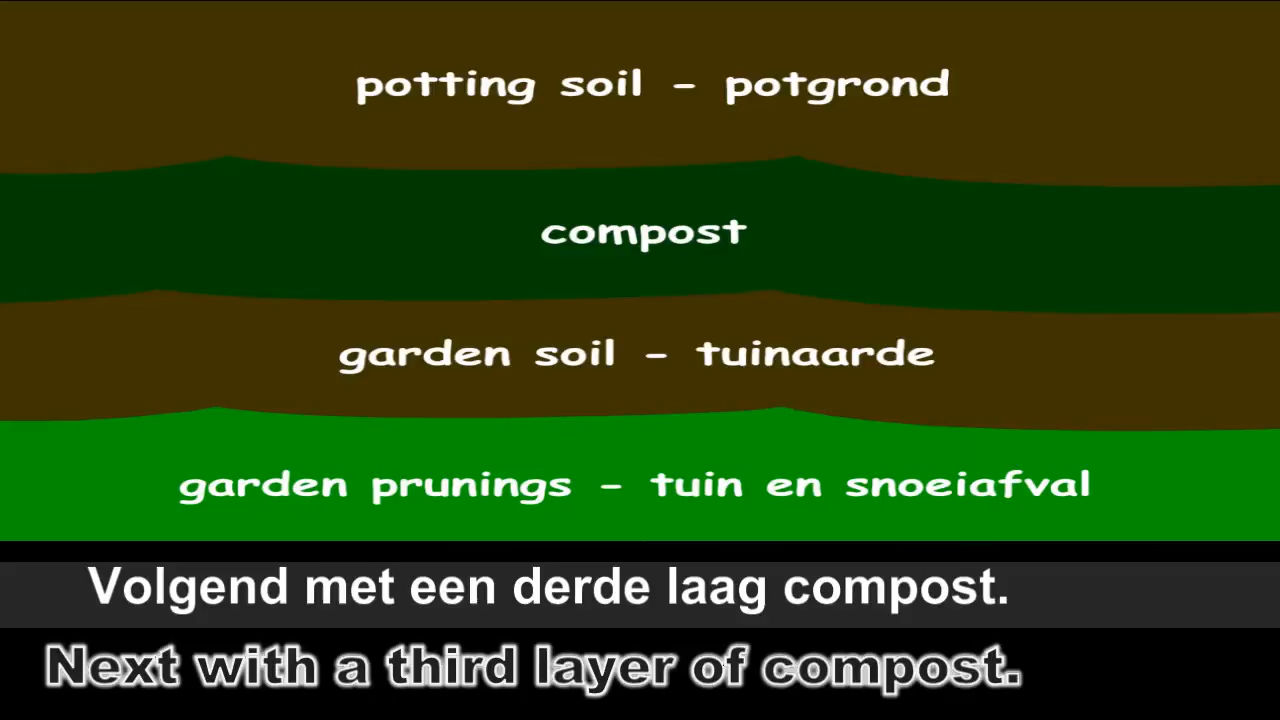 potting soil - potgrond
compost
garden soil - tuinaarde
garden prunings - tuin en snoeiafval
Volgend met een derde laag compost.
Next with a third layer of compost.